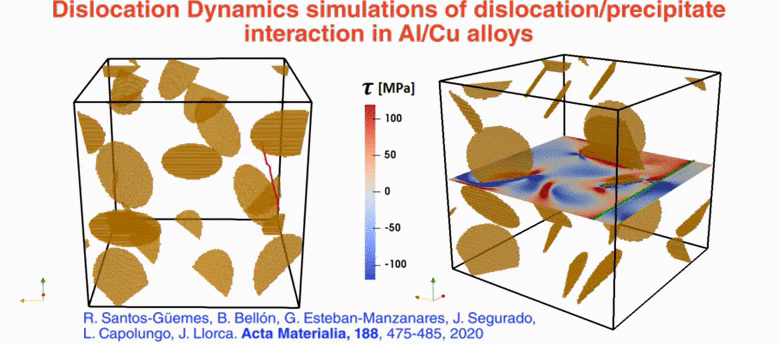 Dislocation Dynamics simulations of dislocation/precipitate
interaction in Al/Cu alloys
τ [MPa]
100
50
0
-50
-100
R. Santos-Güemes, B. Bellón, G. Esteban-Manzanares, J. Segurado,
L. Capolungo, J. Llorca. Acta Materialia, 188, 475-485, 2020